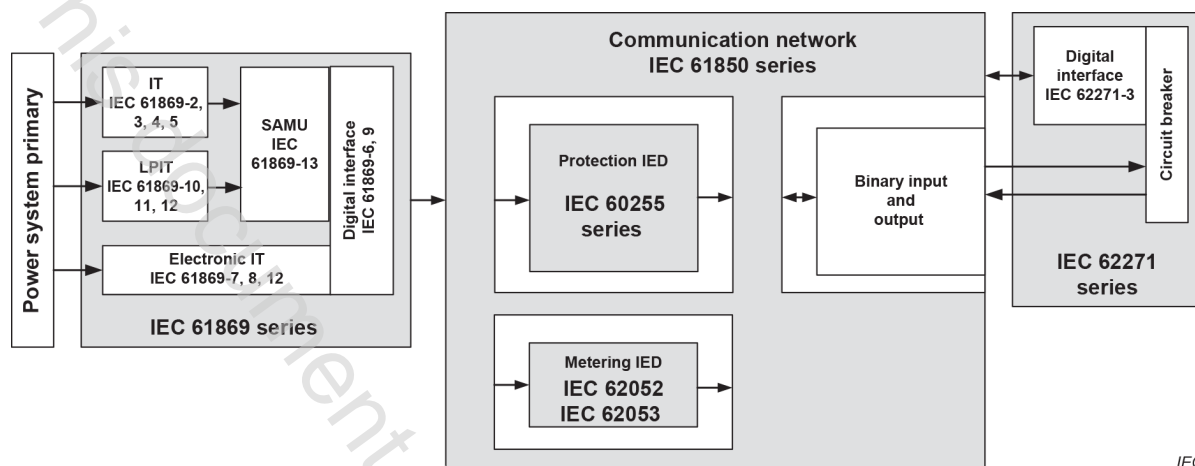 Power system primary
IT
IEC 61869-2,
3, 4, 5
LPIT
IEC 61869-10,
11, 12
SAMU
IEC
61869-13
Digital interface
IEC 61869-6, 9
Electronic IT
IEC 61869-7, 8, 12
IEC 61869 series
Communication network
IEC 61850 series
Protection IED
IEC 60255
series
Metering IED
IEC 62052
IEC 62053
Binary input
and
output
Digital
interface
IEC 62271-3
Circuit breaker
IEC 62271
series
IEC
his document